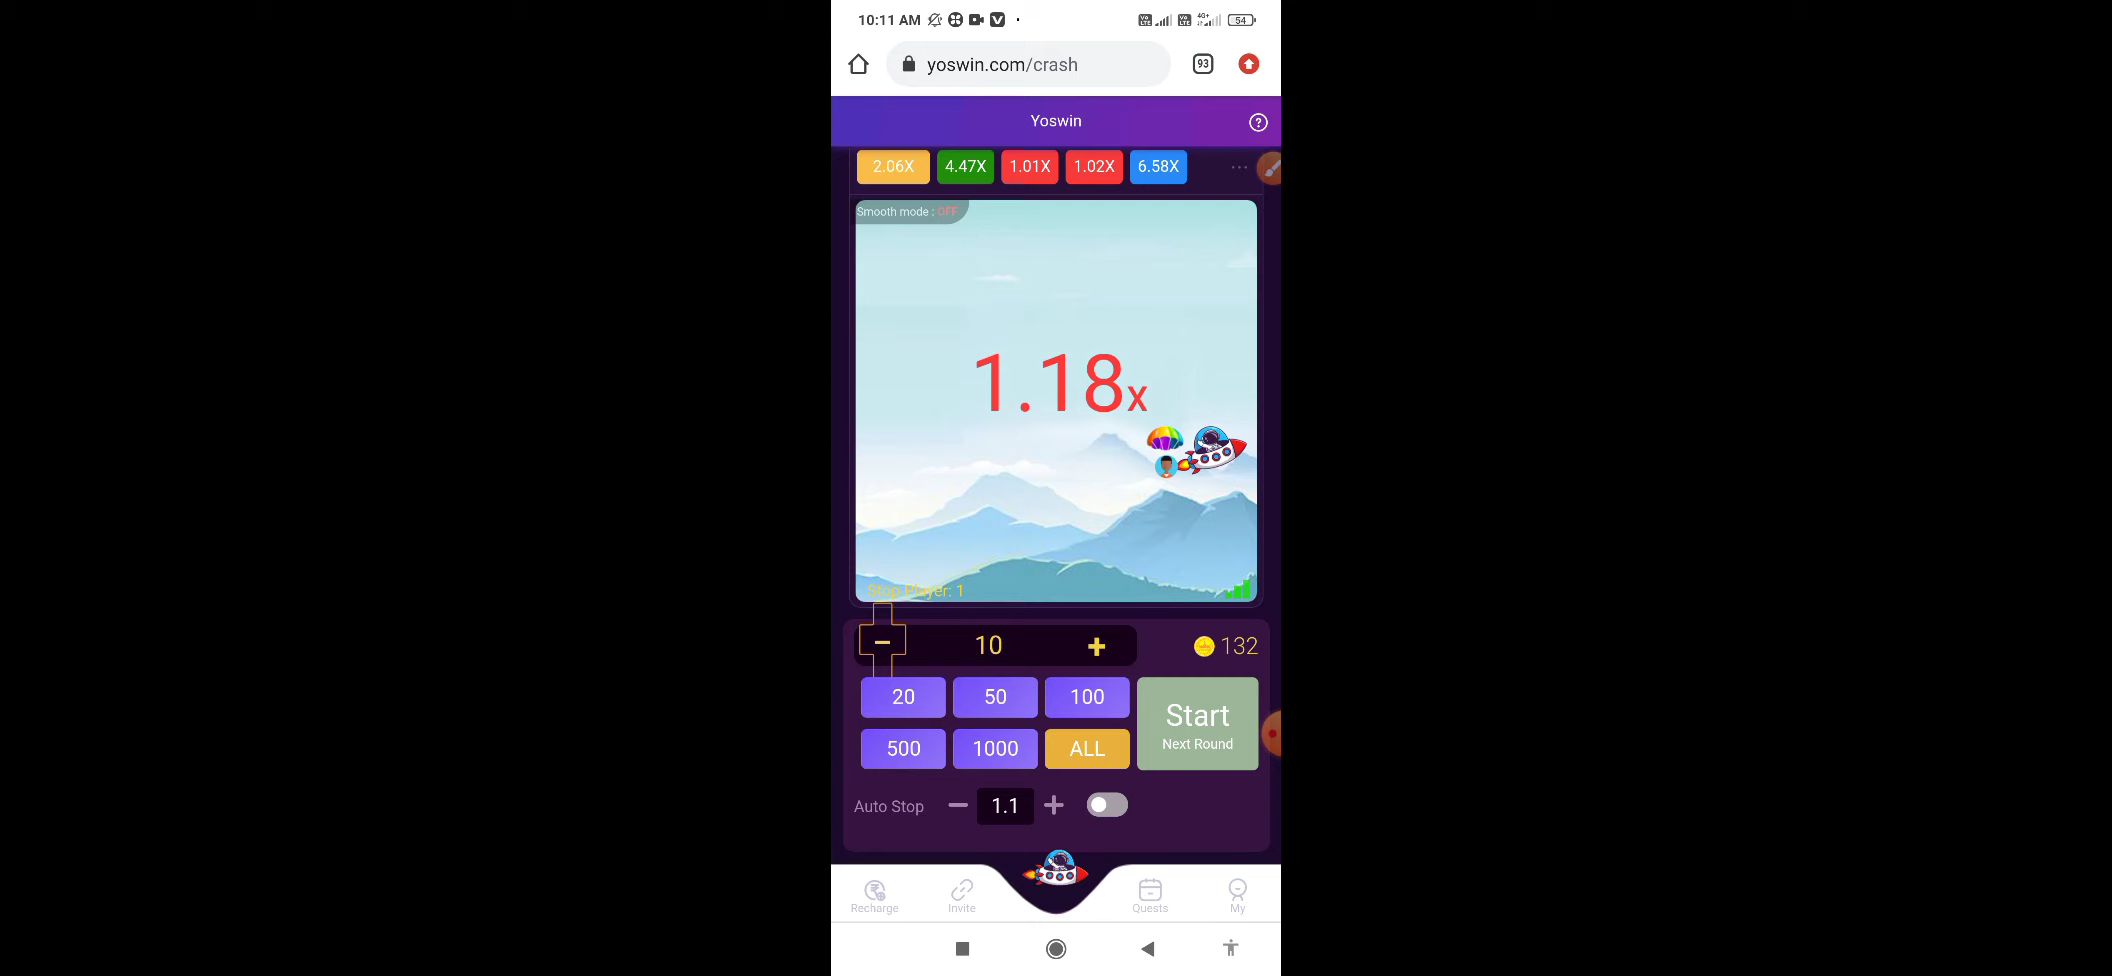 10:11 AM
54
yoswin.com/crash
93
Yoswin
2.06X 4.47X 1.01X 1.02X 6.58X ...
Smooth mode : OFF
1.18x
Stop Player: 1
− 10 + 132
20 50 100
Start
Next Round
500 1000 ALL
Auto Stop − 1.1 +
Recharge Invite Quests My